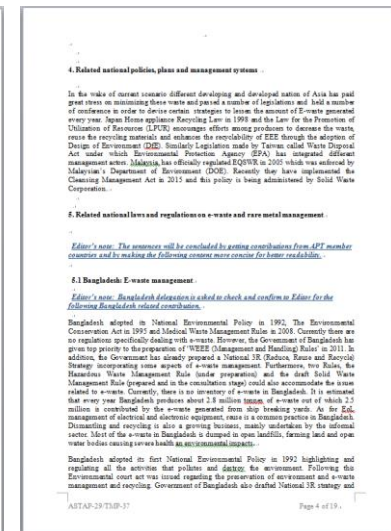 4. Related national policies, plans and management systems
In the wake of current scenario different developing and developed nation of Asia has paid
great stress on minimizing these waste and passed a number of legislations and held a number
of conference in order to devise certain strategies to lessen the amount of E-waste generated
every year. Japan Home appliance Recycling Law in 1998 and the Law for the Promotion of
Utilization of Resources (LPUR) encourages efforts among producers to decrease the waste,
reuse the recycling materials and enhances the recyclability of EEE through the adoption of
Design of Environment (DfE). Similarly Legislation made by Taiwan called Waste Disposal
Act under which Environmental Protection Agency (EPA) has integrated different
management actors. Malaysia, has officially regulated EQSWR in 2005 which was enforced by
Malaysian's Department of Environment (DOE). Recently they have implemented the
Cleansing Management Act in 2015 and this policy is being administered by Solid Waste
Corporation.
5. Related national laws and regulations on e-waste and rare metal management
Editor's note: The sentences will be concluded by getting contributions from APT member
countries and by making the following content more concise for better readability.
5.1 Bangladesh: E-waste management
Editor's note: Bangladesh delegation is asked to check and confirm to Editor for the
following Bangladesh related contribution.
Bangladesh adopted its National Environmental Policy in 1992, The Environmental
Conservation Act in 1995 and Medical Waste Management Rules in 2008. Currently there are
no regulations specifically dealing with e-waste. However, the Government of Bangladesh has
given top priority to the preparation of 'WEEE (Management and Handling) Rules' in 2011. In
addition, the Government has already prepared a National 3R (Reduca, Reuse and Recycle)
Strategy incorporating some aspects of e-waste management. Furthermore, two Rules, the
Hazardous Waste Management Rule (under preparation) and the draft Solid Waste
Management Rule (prepared and in the consultation stage) could also accommodate the issues
related to e-waste. Currently, there is no inventory of e-waste in Bangladesh. It is estimated
that every year Bangladesh produces about 2.8 million tonnes, of e-waste out of which 2.5
million is contributed by the e-waste generated from ship breaking yards. As for EoL
management of electrical and electronic equipment, reuse is a common practice in Bangladesh.
Dismantling and recycling is also a growing business, mainly undertaken by the informal
sector. Most of the e-waste in Bangladesh is dumped in open landfills, farming land and open
water bodies causing severe health an environmental impacts.
Bangladesh adopted its first National Environmental Policy in 1992 highlighting and
regulating all the activities that pollutes and destroy the environment. Following this
Environmental court act was issued regarding the preservation of environment and e-waste
management and recycling. Government of Bangladesh also drafted National 3R strategy and
ASTAP-29/TMP-37 Page 4 of 19